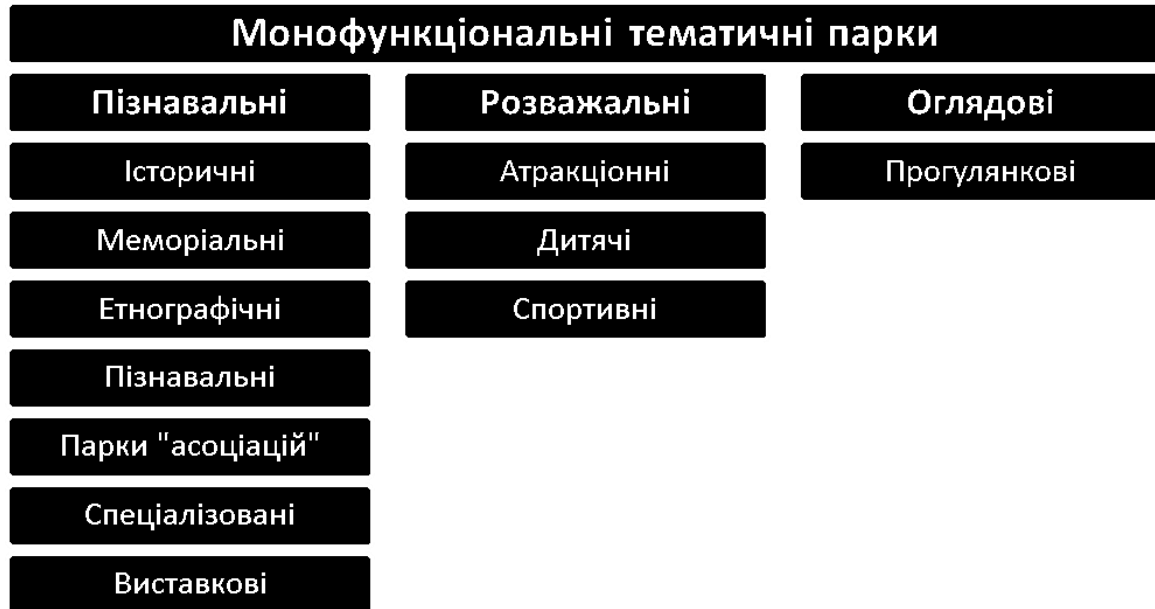 Монофункціональні тематичні парки
Пізнавальні
Розважальні
Оглядові
Історичні
Атракціонні
Прогулянкові
Меморіальні
Дитячі
Етнографічні
Спортивні
Пізнавальні
Парки "асоціацій"
Спеціалізовані
Виставкові